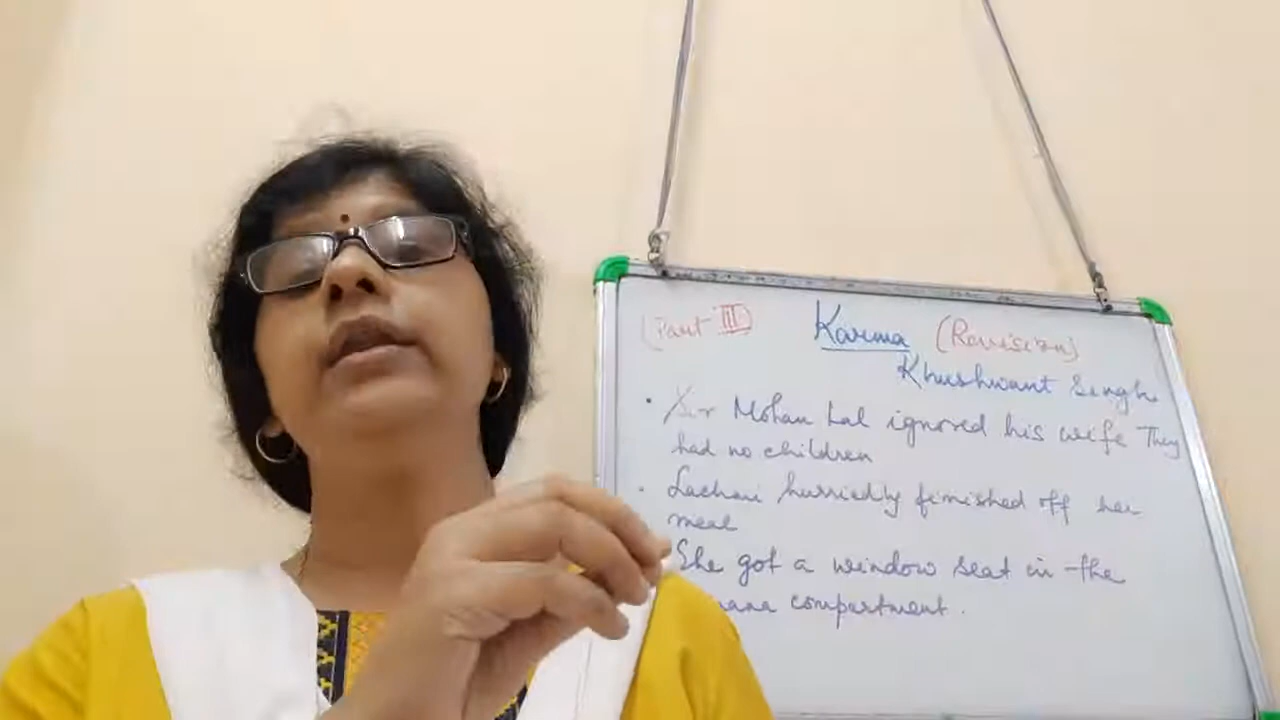 (Part III) Karma (Revision)
Khushwant Singh
• Sir Mohan Lal ignored his wife They
had no children
• Lachmi hurriedly finished off her
meal
She got a window seat in the
compartment.